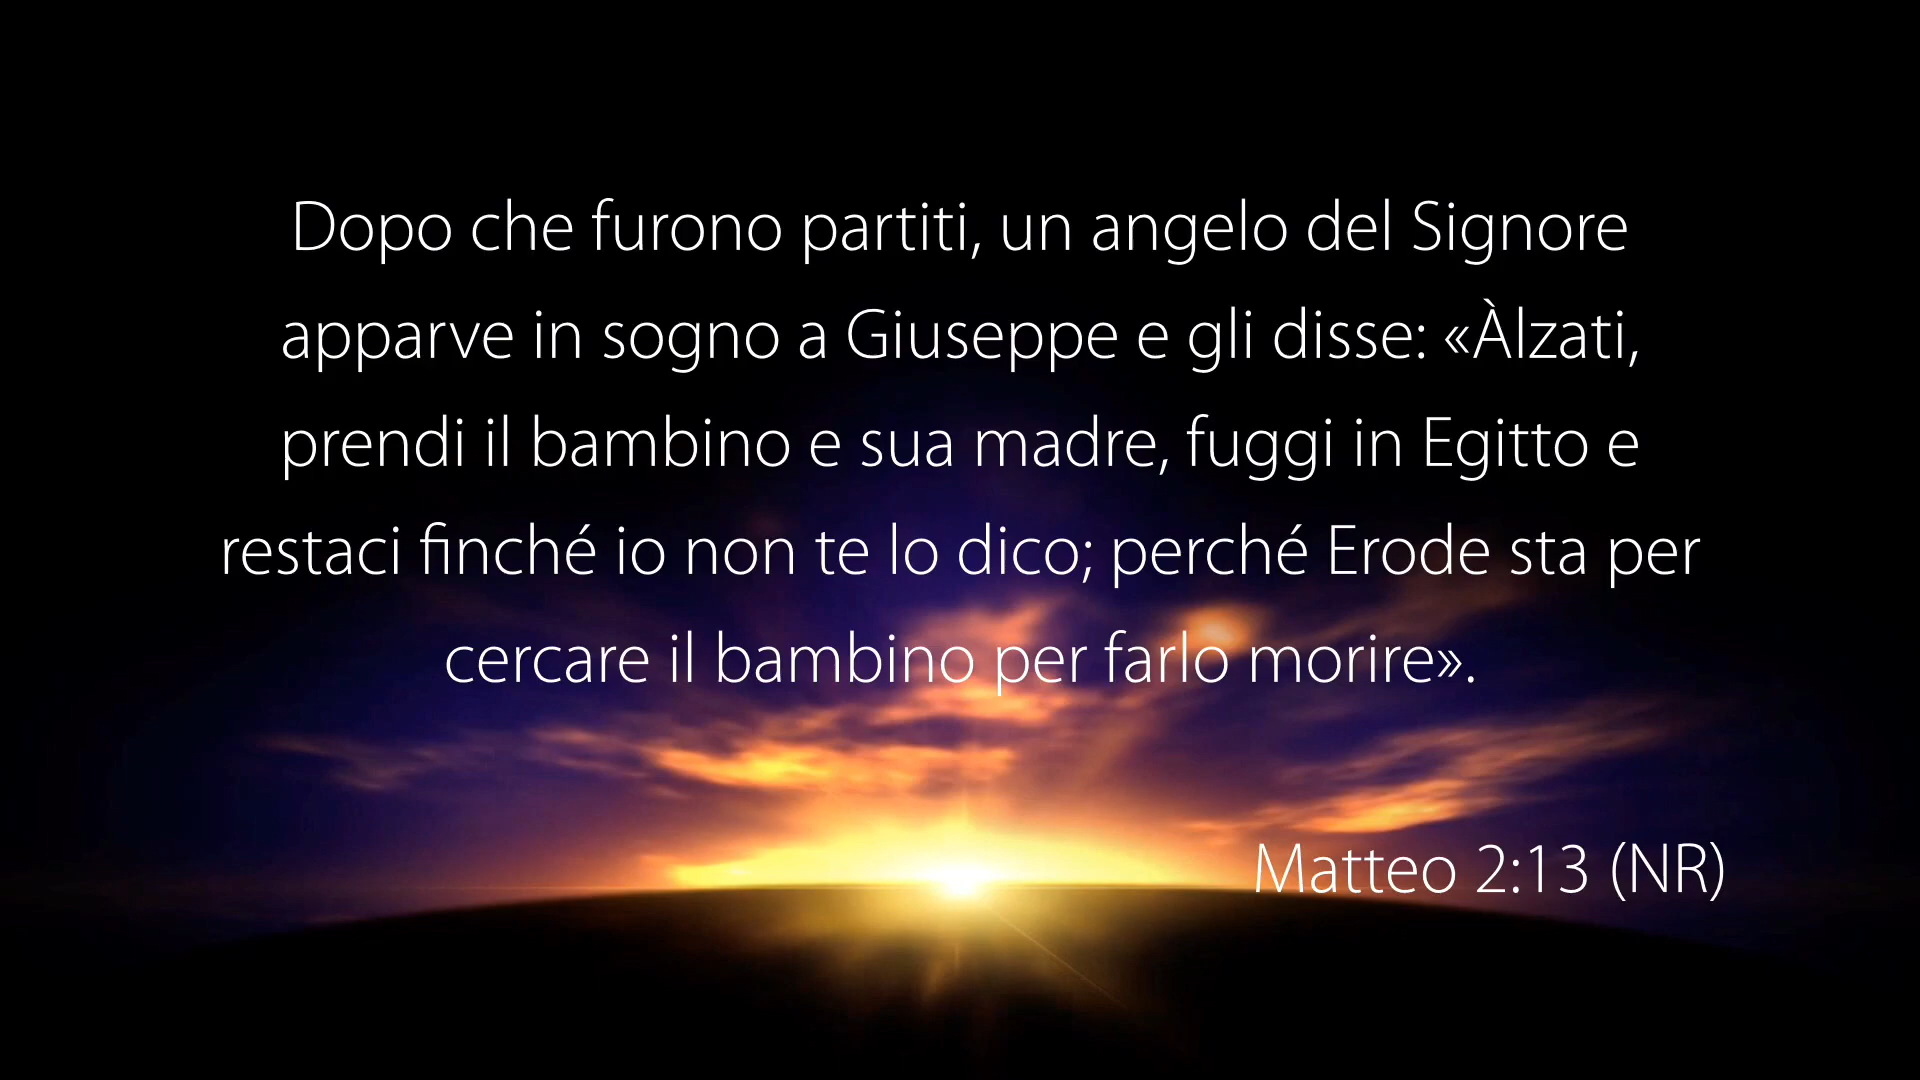 Dopo che furono partiti, un angelo del Signore
apparve in sogno a Giuseppe e gli disse: «Àlzati,
prendi il bambino e sua madre, fuggi in Egitto e
restaci finché io non te lo dico; perché Erode sta per
cercare il bambino per farlo morire».
Matteo 2:13 (NR)